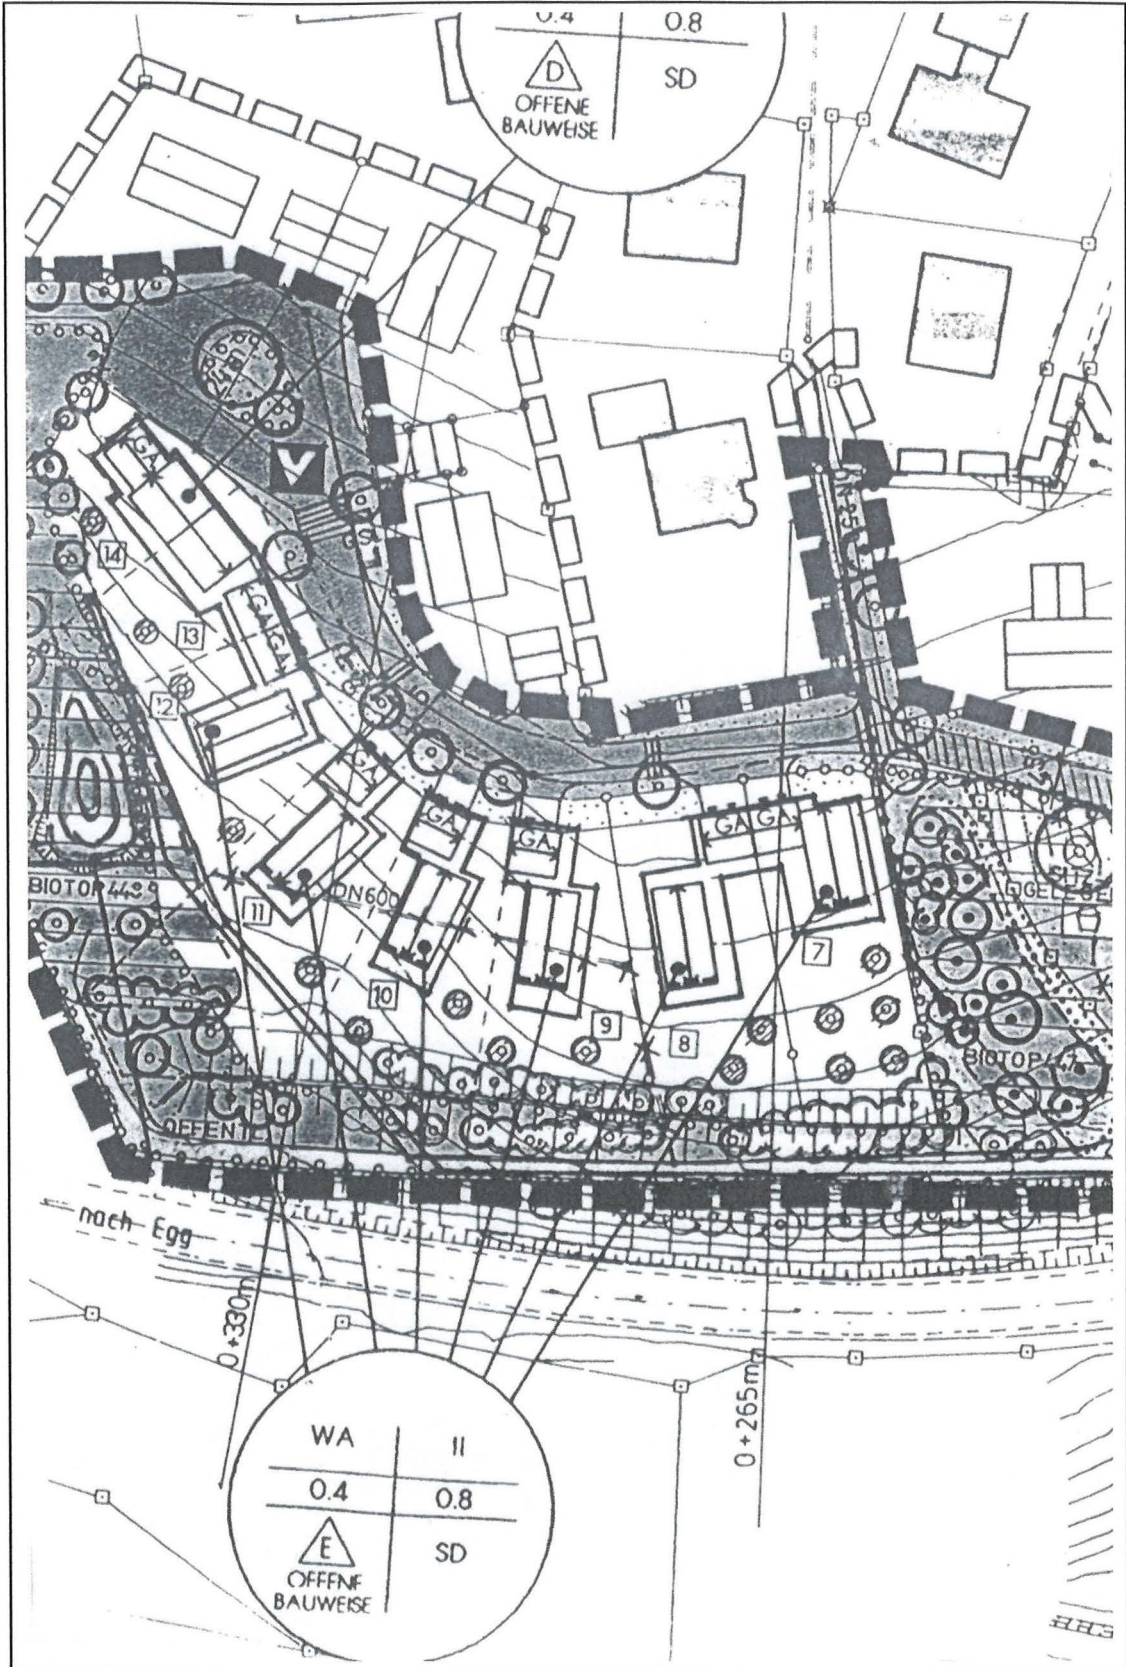 0.4 0.8
D SD
OFFENE
BAUWEISE
GA
V
14
13
GA GA
12
GA
GA
GA
GA GA
BIOTOP
DN600
11
7
10
9
8
BIOTOP
ÖFFENTL
nach Egg
0+330m
0+265m
WA II
0.4 0.8
E SD
OFFENE
BAUWEISE